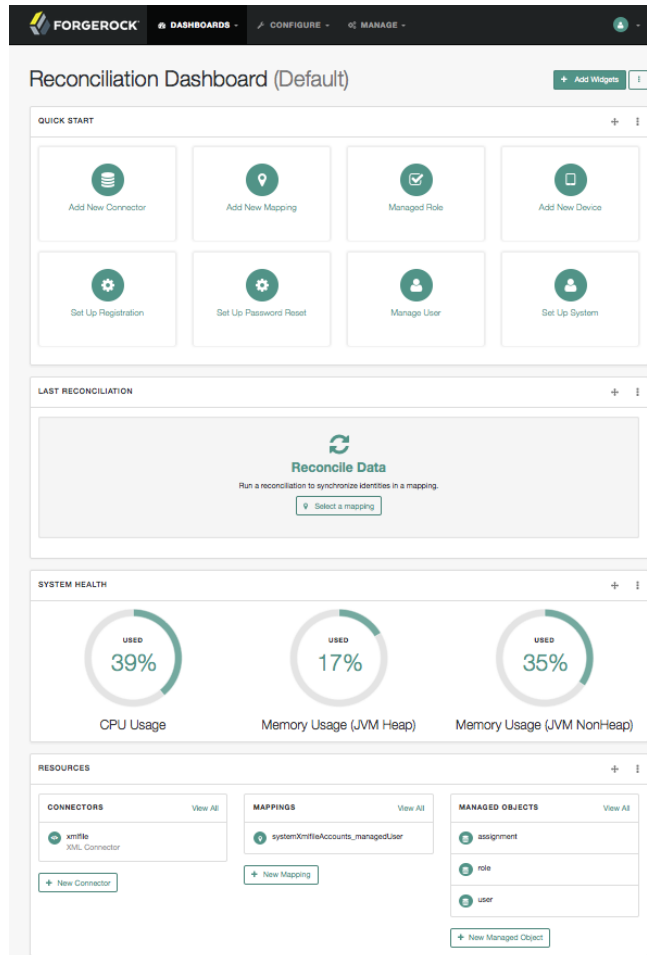 FORGEROCK
DASHBOARDS
CONFIGURE
MANAGE
Reconciliation Dashboard (Default)
+ Add Widgets
QUICK START
Add New Connector
Add New Mapping
Managed Role
Add New Device
Set Up Registration
Set Up Password Reset
Manage User
Set Up System
LAST RECONCILIATION
Reconcile Data
Run a reconciliation to synchronize identities in a mapping.
Select a mapping
SYSTEM HEALTH
USED
39%
CPU Usage
USED
17%
Memory Usage (JVM Heap)
USED
35%
Memory Usage (JVM NonHeap)
RESOURCES
CONNECTORS View All
xmlfile
XML Connector
+ New Connector
MAPPINGS View All
systemXmlfileAccounts_managedUser
+ New Mapping
MANAGED OBJECTS View All
assignment
role
user
+ New Managed Object